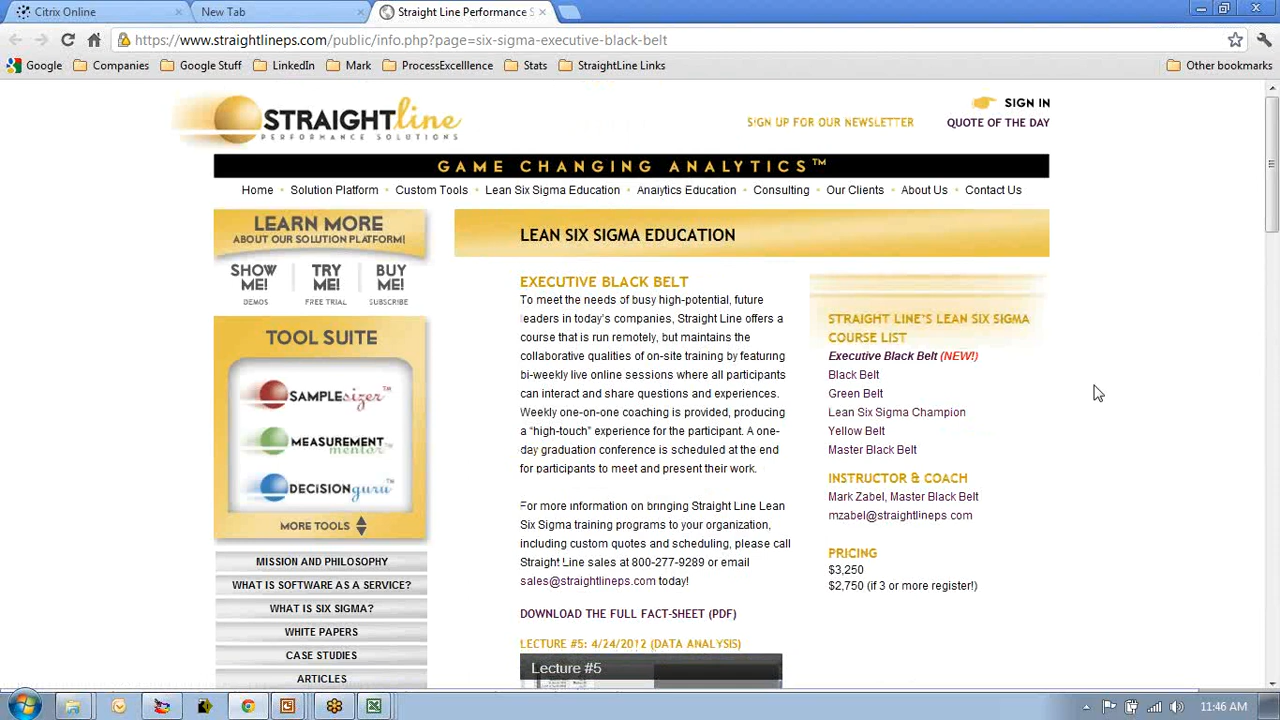 Citrix Online
New Tab
Straight Line Performance S
https://www.straightlineps.com/public/info.php?page=six-sigma-executive-black-belt
Google
Companies
Google Stuff
LinkedIn
Mark
ProcessExcelllence
Stats
StraightLine Links
Other bookmarks
STRAIGHTline
PERFORMANCE SOLUTIONS
SIGN UP FOR OUR NEWSLETTER
SIGN IN
QUOTE OF THE DAY
GAME CHANGING ANALYTICS™
Home • Solution Platform • Custom Tools • Lean Six Sigma Education • Analytics Education • Consulting • Our Clients • About Us • Contact Us
LEARN MORE
ABOUT OUR SOLUTION PLATFORM!
SHOW ME!
DEMOS
TRY ME!
FREE TRIAL
BUY ME!
SUBSCRIBE
TOOL SUITE
SAMPLEsizer™
MEASUREMENT mentor™
DECISIONguru™
MORE TOOLS
MISSION AND PHILOSOPHY
WHAT IS SOFTWARE AS A SERVICE?
WHAT IS SIX SIGMA?
WHITE PAPERS
CASE STUDIES
ARTICLES
LEAN SIX SIGMA EDUCATION
EXECUTIVE BLACK BELT
To meet the needs of busy high-potential, future
leaders in today's companies, Straight Line offers a
course that is run remotely, but maintains the
collaborative qualities of on-site training by featuring
bi-weekly live online sessions where all participants
can interact and share questions and experiences.
Weekly one-on-one coaching is provided, producing
a "high-touch" experience for the participant. A one-
day graduation conference is scheduled at the end
for participants to meet and present their work.
For more information on bringing Straight Line Lean
Six Sigma training programs to your organization,
including custom quotes and scheduling, please call
Straight Line sales at 800-277-9289 or email
sales@straightlineps.com today!
DOWNLOAD THE FULL FACT-SHEET (PDF)
LECTURE #5: 4/24/2012 (DATA ANALYSIS)
Lecture #5
STRAIGHT LINE'S LEAN SIX SIGMA
COURSE LIST
Executive Black Belt (NEW!)
Black Belt
Green Belt
Lean Six Sigma Champion
Yellow Belt
Master Black Belt
INSTRUCTOR & COACH
Mark Zabel, Master Black Belt
mzabel@straightlineps.com
PRICING
$3,250
$2,750 (if 3 or more register!)
11:46 AM